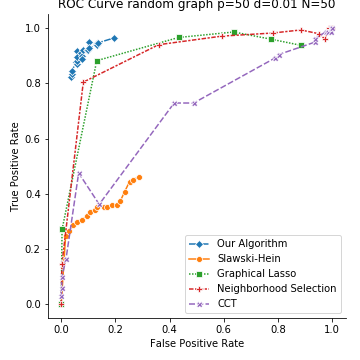 ROC Curve random graph p=50 d=0.01 N=50
1.0
0.8
0.6
0.4
0.2
0.0
True Positive Rate
Our Algorithm
Slawski-Hein
Graphical Lasso
Neighborhood Selection
CCT
0.0 0.2 0.4 0.6 0.8 1.0
False Positive Rate